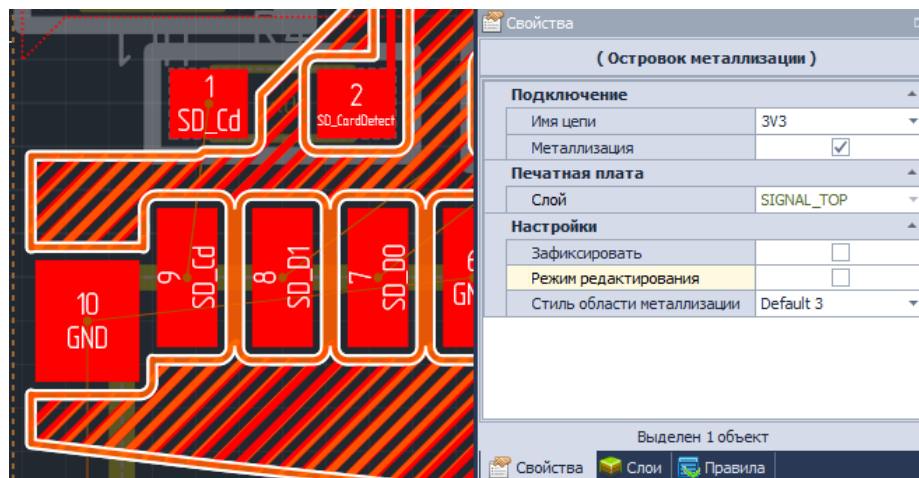 1
SD_Cd
2
SD_CardDetect
9
SD_Cd
8
SD_D1
7
SD_D0
10
GND
Свойства
( Островок металлизации )
Подключение
Имя цепи 3V3
Металлизация
Печатная плата
Слой SIGNAL_TOP
Настройки
Зафиксировать
Режим редактирования
Стиль области металлизации Default 3
Выделен 1 объект
Свойства Слои Правила